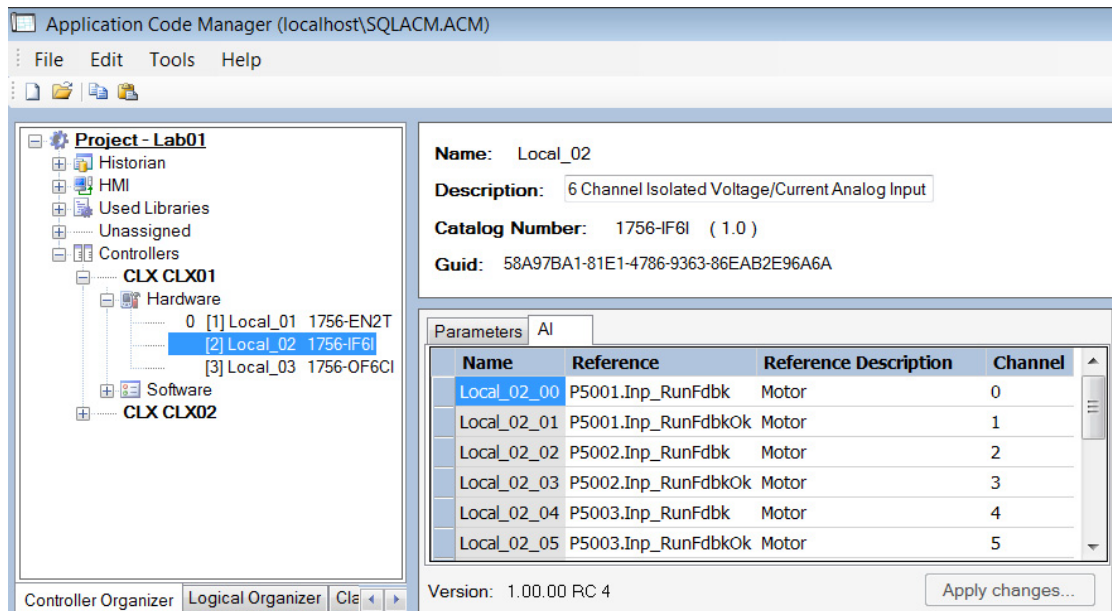 Application Code Manager (localhost\SQLACM.ACM)
File Edit Tools Help
Project - Lab01
Historian
HMI
Used Libraries
Unassigned
Controllers
CLX CLX01
Hardware
0 [1] Local_01 1756-EN2T
[2] Local_02 1756-IF6I
[3] Local_03 1756-OF6CI
Software
CLX CLX02
Controller Organizer Logical Organizer Cla
Name: Local_02
Description: 6 Channel Isolated Voltage/Current Analog Input
Catalog Number: 1756-IF6I ( 1.0 )
Guid: 58A97BA1-81E1-4786-9363-86EAB2E96A6A
Parameters AI
Name Reference Reference Description Channel
Local_02_00 P5001.Inp_RunFdbk Motor 0
Local_02_01 P5001.Inp_RunFdbkOk Motor 1
Local_02_02 P5002.Inp_RunFdbk Motor 2
Local_02_03 P5002.Inp_RunFdbkOk Motor 3
Local_02_04 P5003.Inp_RunFdbk Motor 4
Local_02_05 P5003.Inp_RunFdbkOk Motor 5
Version: 1.00.00 RC 4
Apply changes...